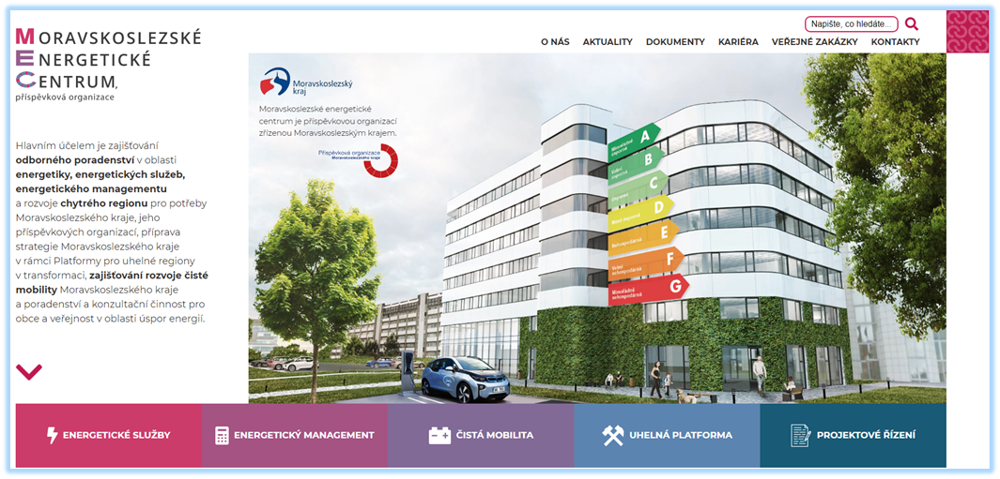 MORAVSKOSLEZSKÉ
ENERGETICKÉ
CENTRUM,
příspěvková organizace
Napište, co hledáte...
O NÁS AKTUALITY DOKUMENTY KARIÉRA VEŘEJNÉ ZAKÁZKY KONTAKTY
Hlavním účelem je zajišťování
odborného poradenství v oblasti
energetiky, energetických služeb,
energetického managementu
a rozvoje chytrého regionu pro potřeby
Moravskoslezského kraje, jeho
příspěvkových organizací, příprava
strategie Moravskoslezského kraje
v rámci Platformy pro uhelné regiony
v transformaci, zajišťování rozvoje čisté
mobility Moravskoslezského kraje
a poradenství a konzultační činnost pro
obce a veřejnost v oblasti úspor energií.
Moravskoslezský
kraj
Moravskoslezské energetické
centrum je příspěvkovou organizací
zřízenou Moravskoslezským krajem.
Příspěvková organizace
Moravskoslezského kraje
Mimořádně
úsporná A
Velmi
úsporná B
C
D
Nehospodárná E
Velmi
nehospodárná F
Mimořádně
nehospodárná G
ENERGETICKÉ SLUŽBY
ENERGETICKÝ MANAGEMENT
ČISTÁ MOBILITA
UHELNÁ PLATFORMA
PROJEKTOVÉ ŘÍZENÍ